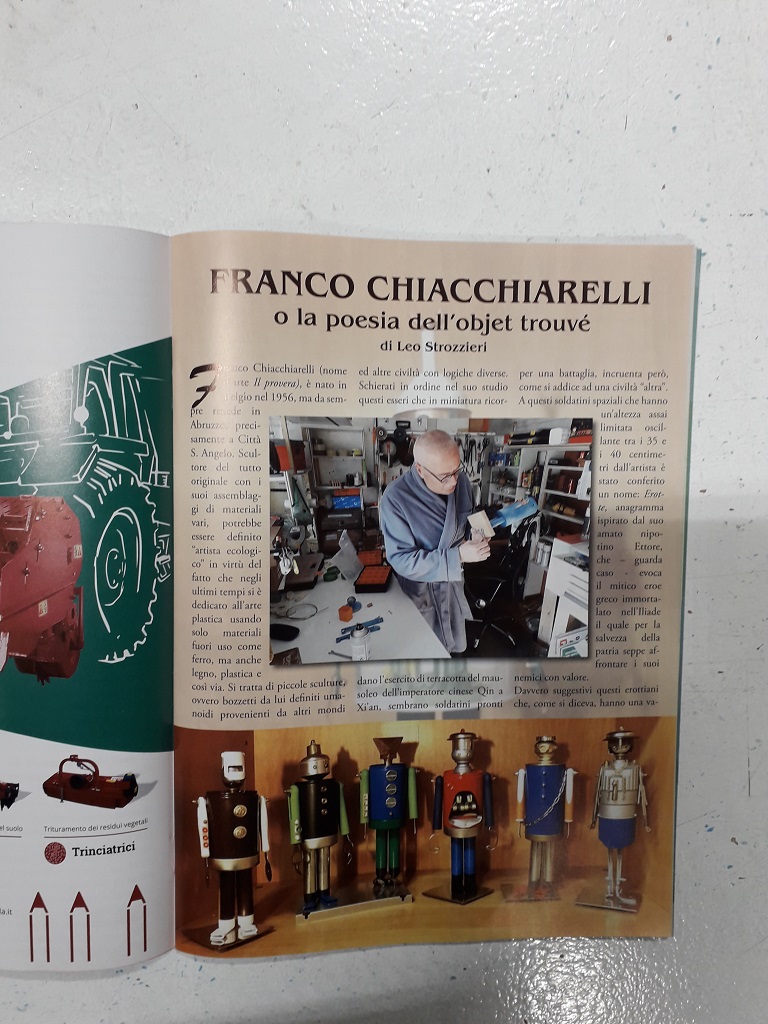 FRANCO CHIACCHIARELLI
o la poesia dell'objet trouvé
di Leo Strozzieri
Franco Chiacchiarelli (nome
d'arte Il provera), è nato in
Belgio nel 1956, ma da sem-
pre risiede in
Abruzzo, preci-
samente a Città
S. Angelo. Scul-
tore del tutto
originale con i
suoi assemblag-
gi di materiali
vari, potrebbe
essere definito
"artista ecologi-
co" in virtù del
fatto che negli
ultimi tempi si è
dedicato all'arte
plastica usando
solo materiali
fuori uso come
ferro, ma anche
legno, plastica e
così via. Si tratta di piccole sculture,
ovvero bozzetti da lui definiti uma-
noidi provenienti da altri mondi
ed altre civiltà con logiche diverse.
Schierati in ordine nel suo studio
questi esseri che in miniatura ricor-
dano l'esercito di terracotta del mau-
soleo dell'imperatore cinese Qin a
Xi'an, sembrano soldatini pronti
per una battaglia, incruenta però,
come si addice ad una civiltà "altra".
A questi soldatini spaziali che hanno
un'altezza assai
limitata oscil-
lante tra i 35 e
i 40 centime-
tri dall'artista è
stato conferito
un nome: Erot-
te, anagramma
ispirato dal suo
amato nipo-
tino Ettore,
che – guarda
caso - evoca
il mitico eroe
greco immorta-
lato nell'Iliade
il quale per la
salvezza della
patria seppe af-
frontare i suoi
nemici con valore.
Davvero suggestivi questi erottiani
che, come si diceva, hanno una va-
el suolo
Trituramento dei residui vegetali
Trinciatrici
la.it